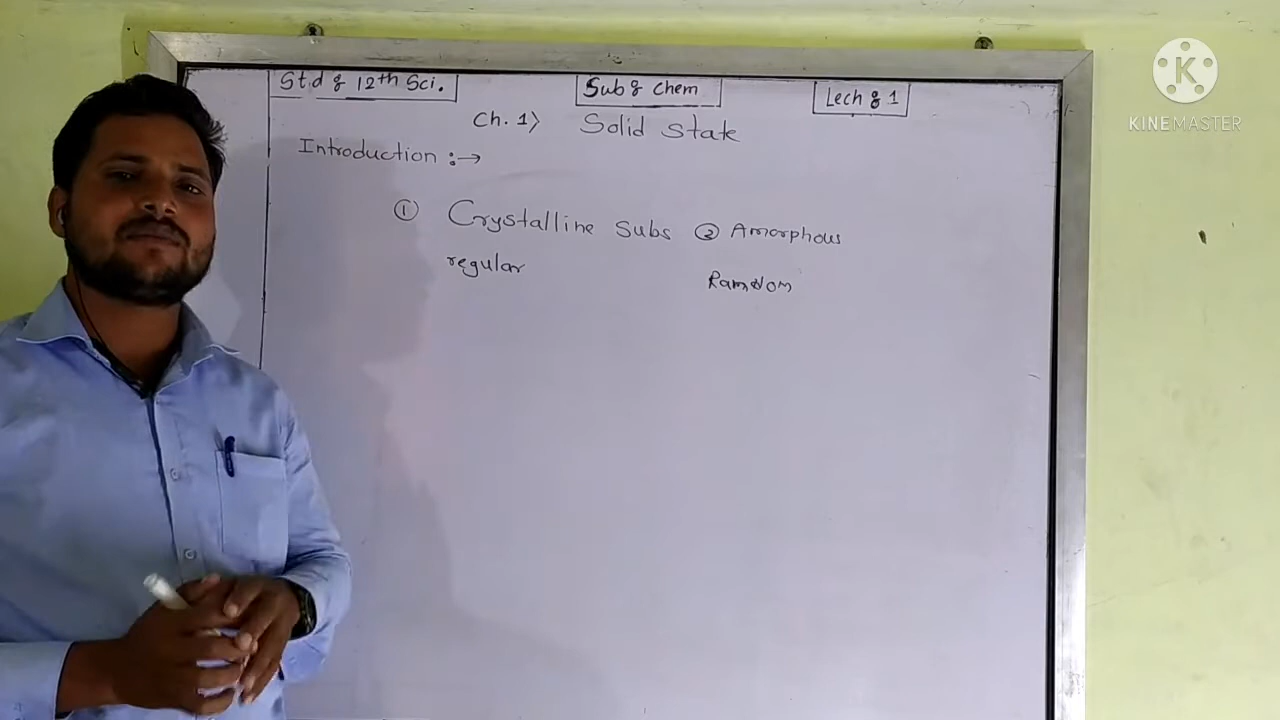 Std : 12th Sci. Sub : Chem Lech : 1
Ch. 1) Solid State
Introduction :→
① Crystalline Subs ② Amorphous
regular Random
K
KINEMASTER